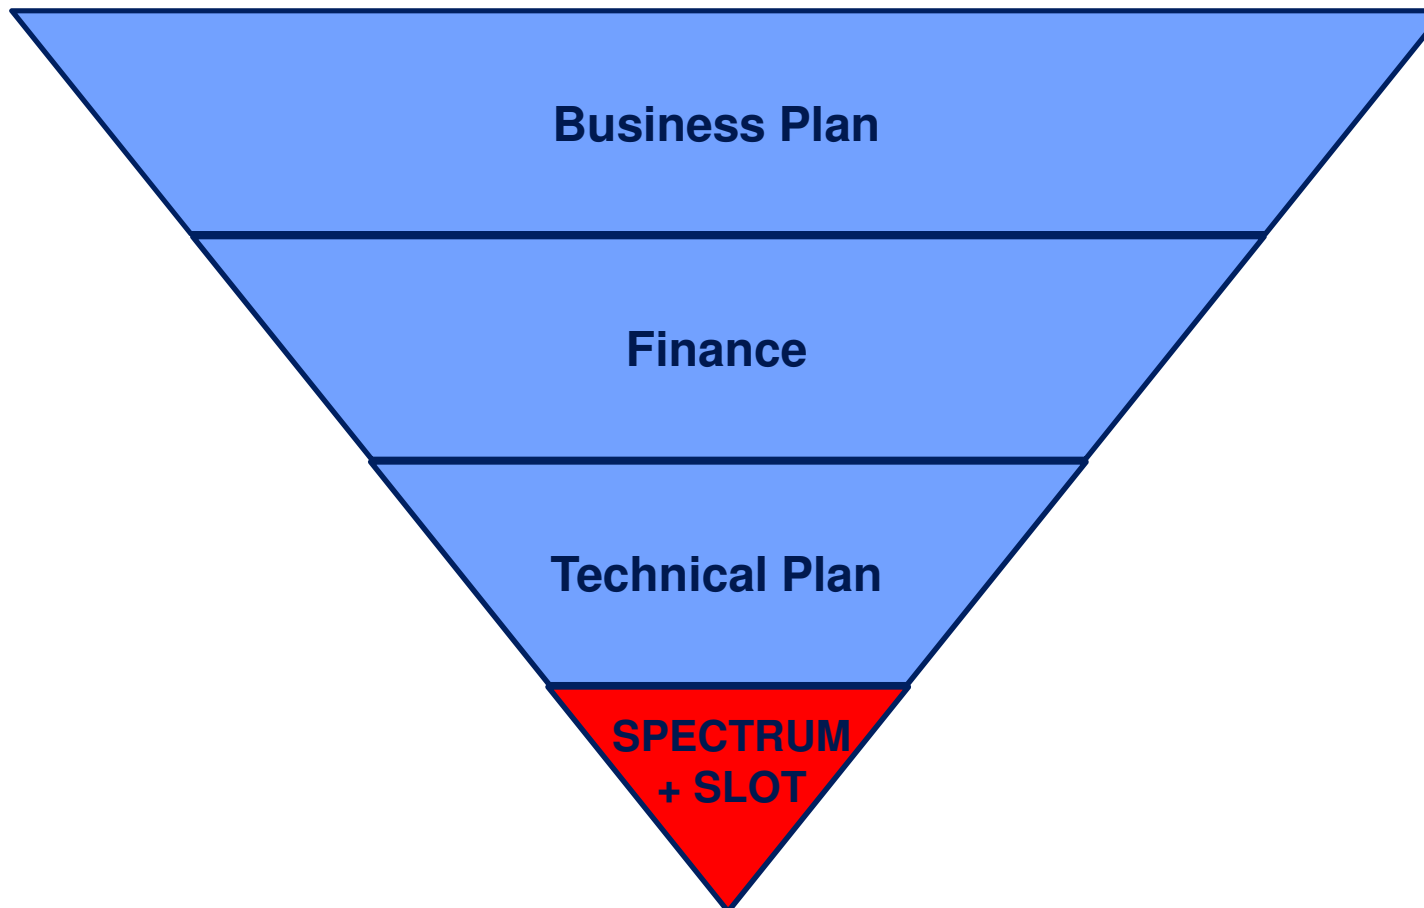 Business Plan
Finance
Technical Plan
SPECTRUM
+ SLOT